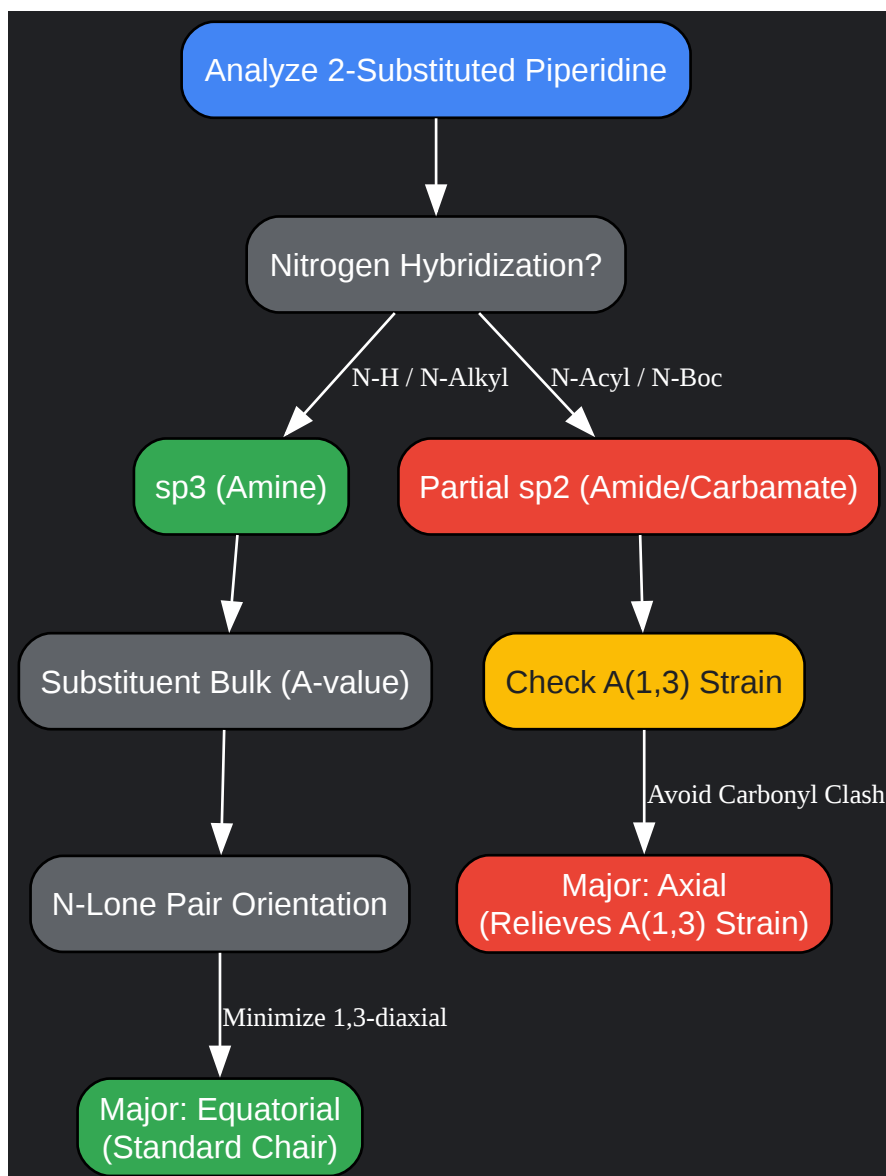 Analyze 2-Substituted Piperidine
Nitrogen Hybridization?
N-H / N-Alkyl
N-Acyl / N-Boc
sp3 (Amine)
Partial sp2 (Amide/Carbamate)
Substituent Bulk (A-value)
Check A(1,3) Strain
Avoid Carbonyl Clash
N-Lone Pair Orientation
Major: Axial
(Relieves A(1,3) Strain)
Minimize 1,3-diaxial
Major: Equatorial
(Standard Chair)